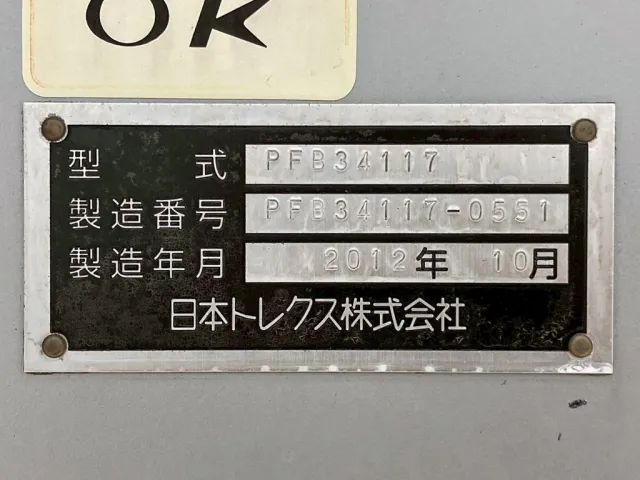 OK
型式 PFB34117
製造番号 PFB34117-0551
製造年月 2012年 10月
日本トレクス株式会社